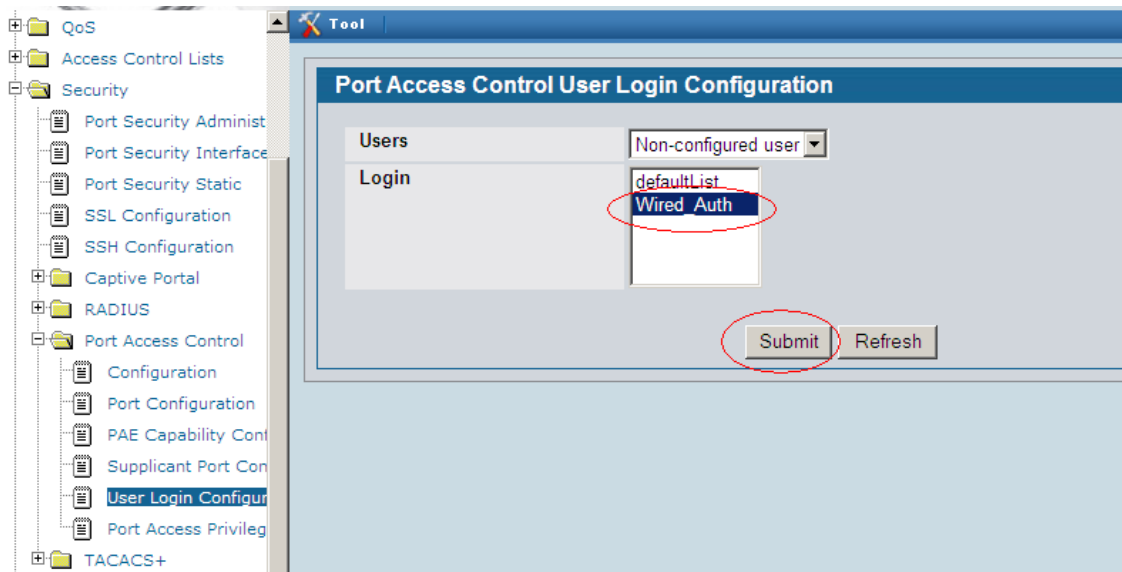 QoS
Access Control Lists
Security
Port Security Administ
Port Security Interface
Port Security Static
SSL Configuration
SSH Configuration
Captive Portal
RADIUS
Port Access Control
Configuration
Port Configuration
PAE Capability Conf
Supplicant Port Con
User Login Configur
Port Access Privileg
TACACS+
Tool
Port Access Control User Login Configuration
Users
Non-configured user
Login
defaultList
Wired_Auth
Submit
Refresh